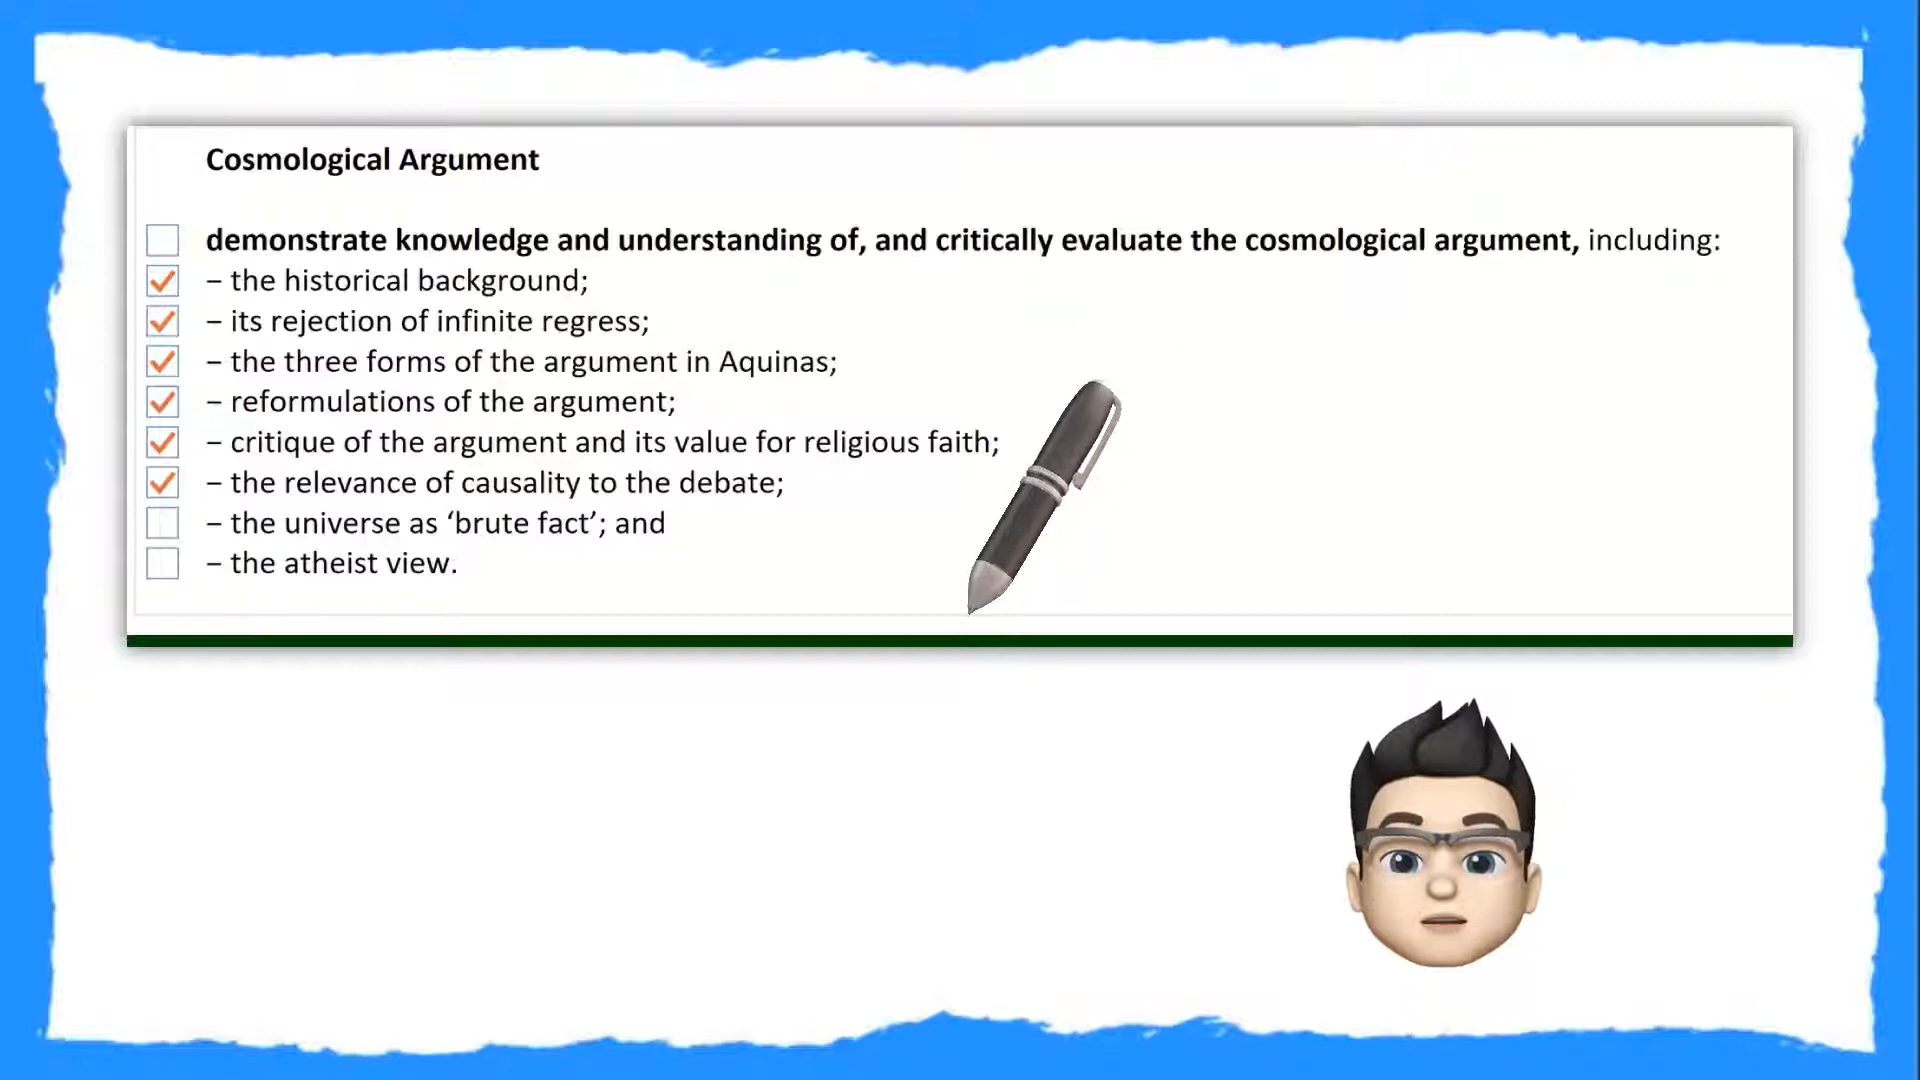 Cosmological Argument
demonstrate knowledge and understanding of, and critically evaluate the cosmological argument, including:
– the historical background;
– its rejection of infinite regress;
– the three forms of the argument in Aquinas;
– reformulations of the argument;
– critique of the argument and its value for religious faith;
– the relevance of causality to the debate;
– the universe as ‘brute fact’; and
– the atheist view.